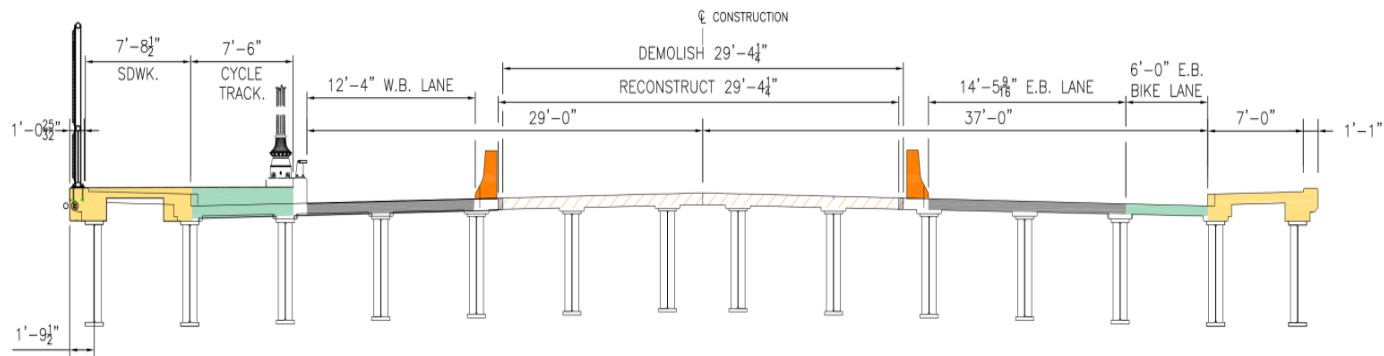 ℄ CONSTRUCTION
7'-8½"
SDWK.
7'-6"
CYCLE
TRACK.
DEMOLISH 29'-4¼"
12'-4" W.B. LANE
RECONSTRUCT 29'-4¼"
14'-5 9/16" E.B. LANE
6'-0" E.B.
BIKE LANE
1'-0 25/32"
29'-0"
37'-0"
7'-0"
1'-1"
1'-9½"